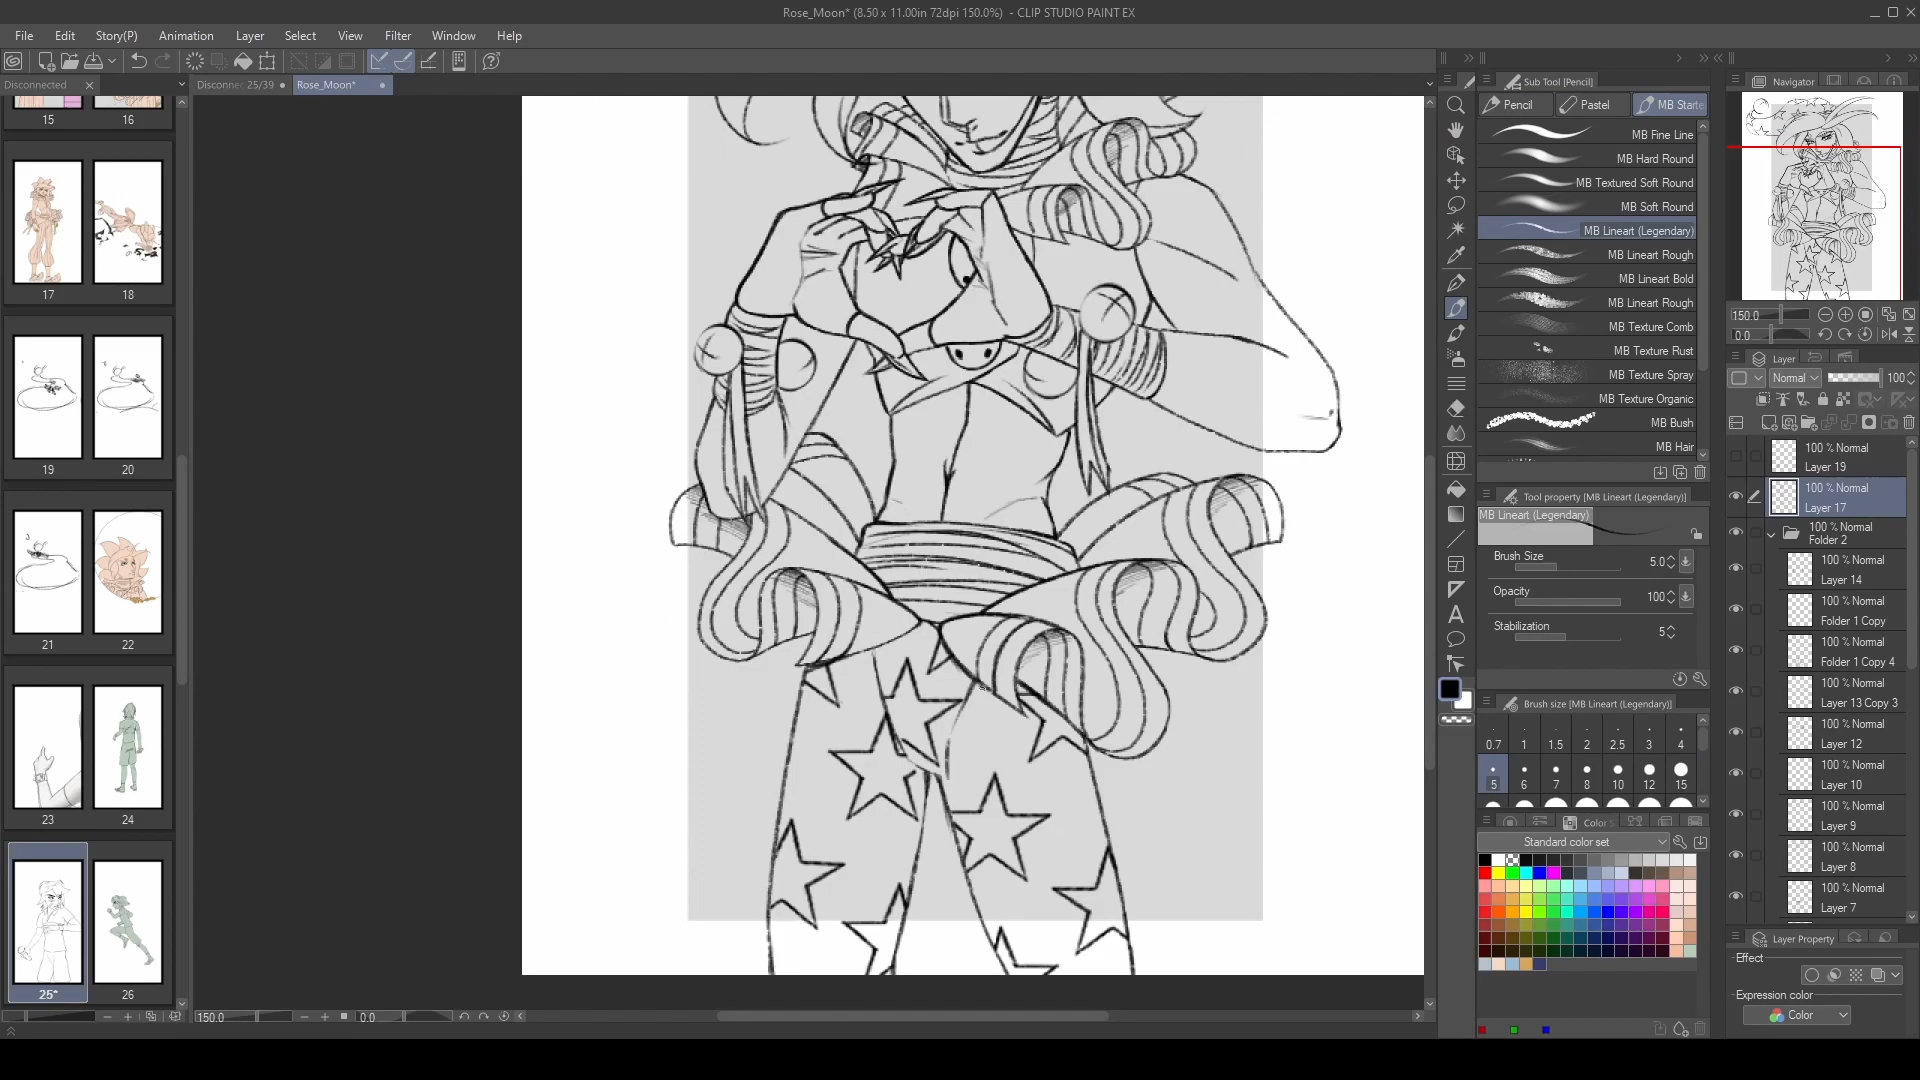 Rose_Moon* (8.50 x 11.00in 72dpi 150.0%) - CLIP STUDIO PAINT EX
File Edit Story(P) Animation Layer Select View Filter Window Help
Disconnected
Disconnec 25/39
Rose_Moon*
15 16
17 18
19 20
21 22
23 24
25* 26
150.0
0.0
Sub Tool [Pencil]
Pencil Pastel MB Starte
MB Fine Line
MB Hard Round
MB Textured Soft Round
MB Soft Round
MB Lineart (Legendary)
MB Lineart Rough
MB Lineart Bold
MB Lineart Rough
MB Texture Comb
MB Texture Rust
MB Texture Spray
MB Texture Organic
MB Bush
MB Hair
Tool property [MB Lineart (Legendary)]
MB Lineart (Legendary)
Brush Size 5.0
Opacity 100
Stabilization 5
Brush size [MB Lineart (Legendary)]
0.7 1 1.5 2 2.5 3 4
5 6 7 8 10 12 15
Color S
Standard color set
Navigator
150.0
0.0
Layer
Normal 100
100 % Normal
Layer 19
100 % Normal
Layer 17
100 % Normal
Folder 2
100 % Normal
Layer 14
100 % Normal
Folder 1 Copy
100 % Normal
Folder 1 Copy 4
100 % Normal
Layer 13 Copy 3
100 % Normal
Layer 12
100 % Normal
Layer 10
100 % Normal
Layer 9
100 % Normal
Layer 8
100 % Normal
Layer 7
Layer Property
Effect
Expression color
Color